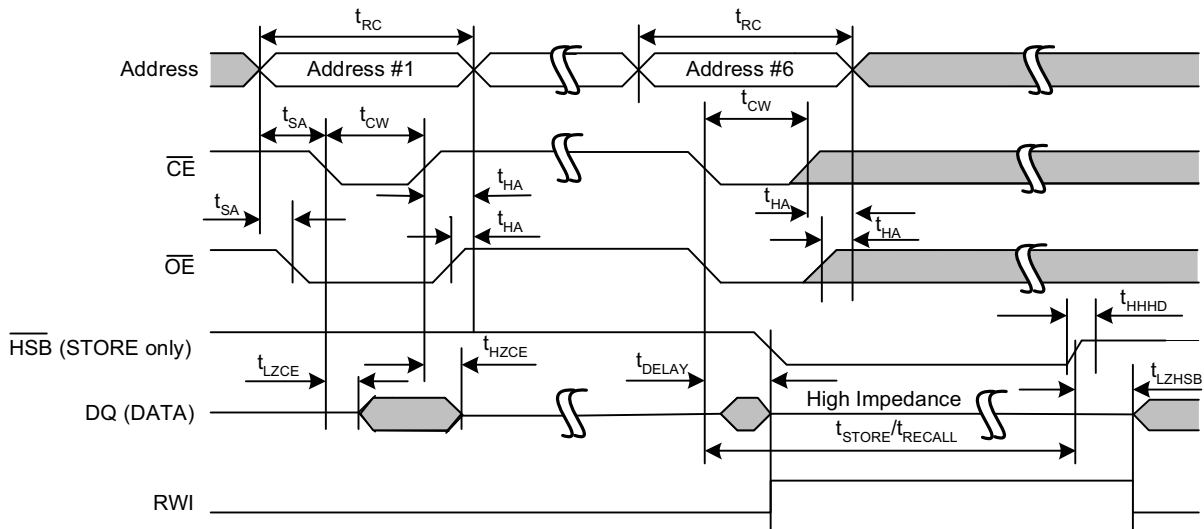 tRC tRC
Address Address #1 Address #6
tSA tCW tCW
CE
tHA
tSA tHA
tHA tHA
OE
tHHHD
HSB (STORE only)
tLZCE tHZCE tDELAY tLZHSB
DQ (DATA) High Impedance
tSTORE/tRECALL
RWI